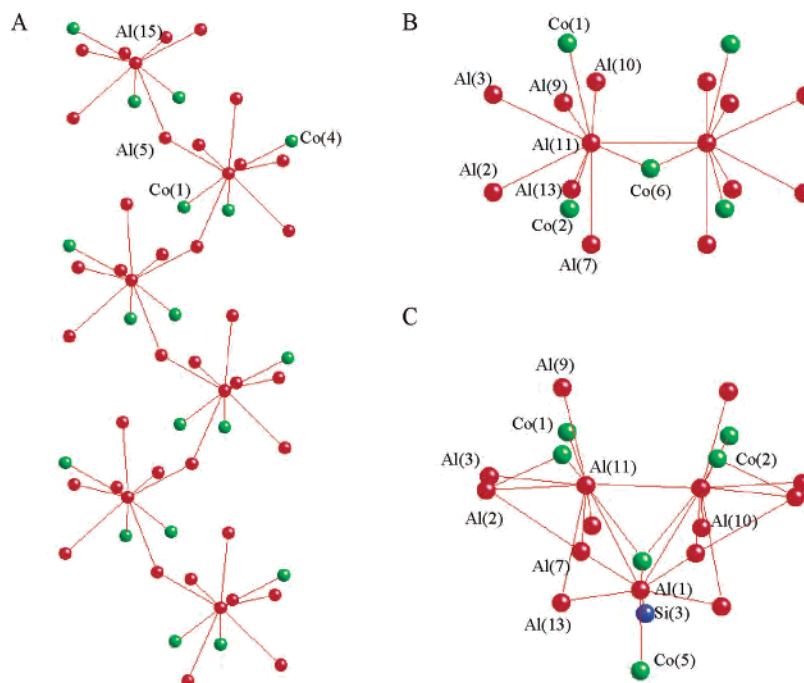 A
Al(15)
Al(5)
Co(4)
Co(1)
B
Co(1)
Al(10)
Al(3)
Al(9)
Al(11)
Al(2)
Al(13)
Co(6)
Co(2)
Al(7)
C
Al(9)
Co(1)
Al(3)
Al(11)
Co(2)
Al(2)
Al(10)
Al(7)
Al(1)
Al(13)
Si(3)
Co(5)